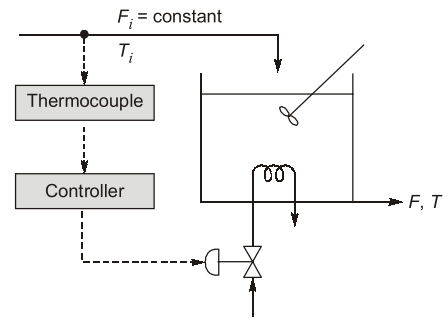 F_i = constant
T_i
Thermocouple
Controller
F, T